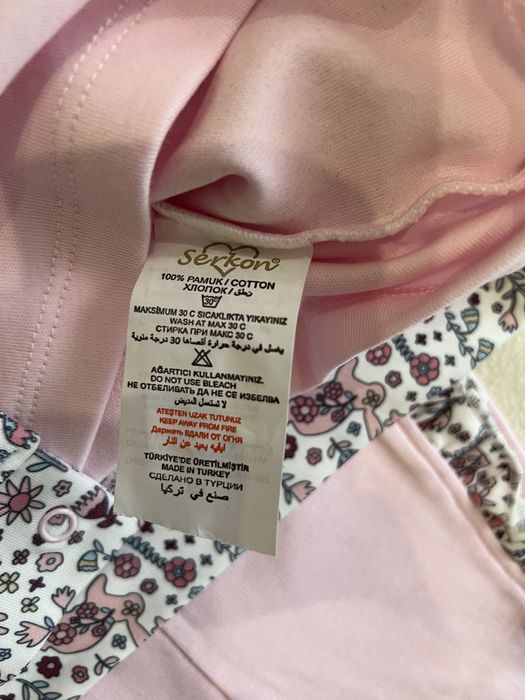 Serkon
100% PAMUK / COTTON
ХЛОПОК / نطق
30°
MAKSİMUM 30 C SICAKLIKTA YIKAYINIZ
WASH AT MAX 30 C
СТИРКА ПРИ МАКС 30 C
يغسل في درجة حرارة أقصاها 30 درجة مئوية
AĞARTICI KULLANMAYINIZ.
DO NOT USE BLEACH
НЕ ОТБЕЛИВАТЬ ДА НЕ СЕ ИЗБЕЛВА
لا تستعمل المبيض
ATEŞTEN UZAK TUTUNUZ
KEEP AWAY FROM FIRE
Держать ВДАЛИ ОТ ОГНЯ
أبقيه بعيد عن النار
TÜRKİYE'DE ÜRETİLMİŞTİR
MADE IN TURKEY
СДЕЛАНО В ТУРЦИИ
صنع في تركيا